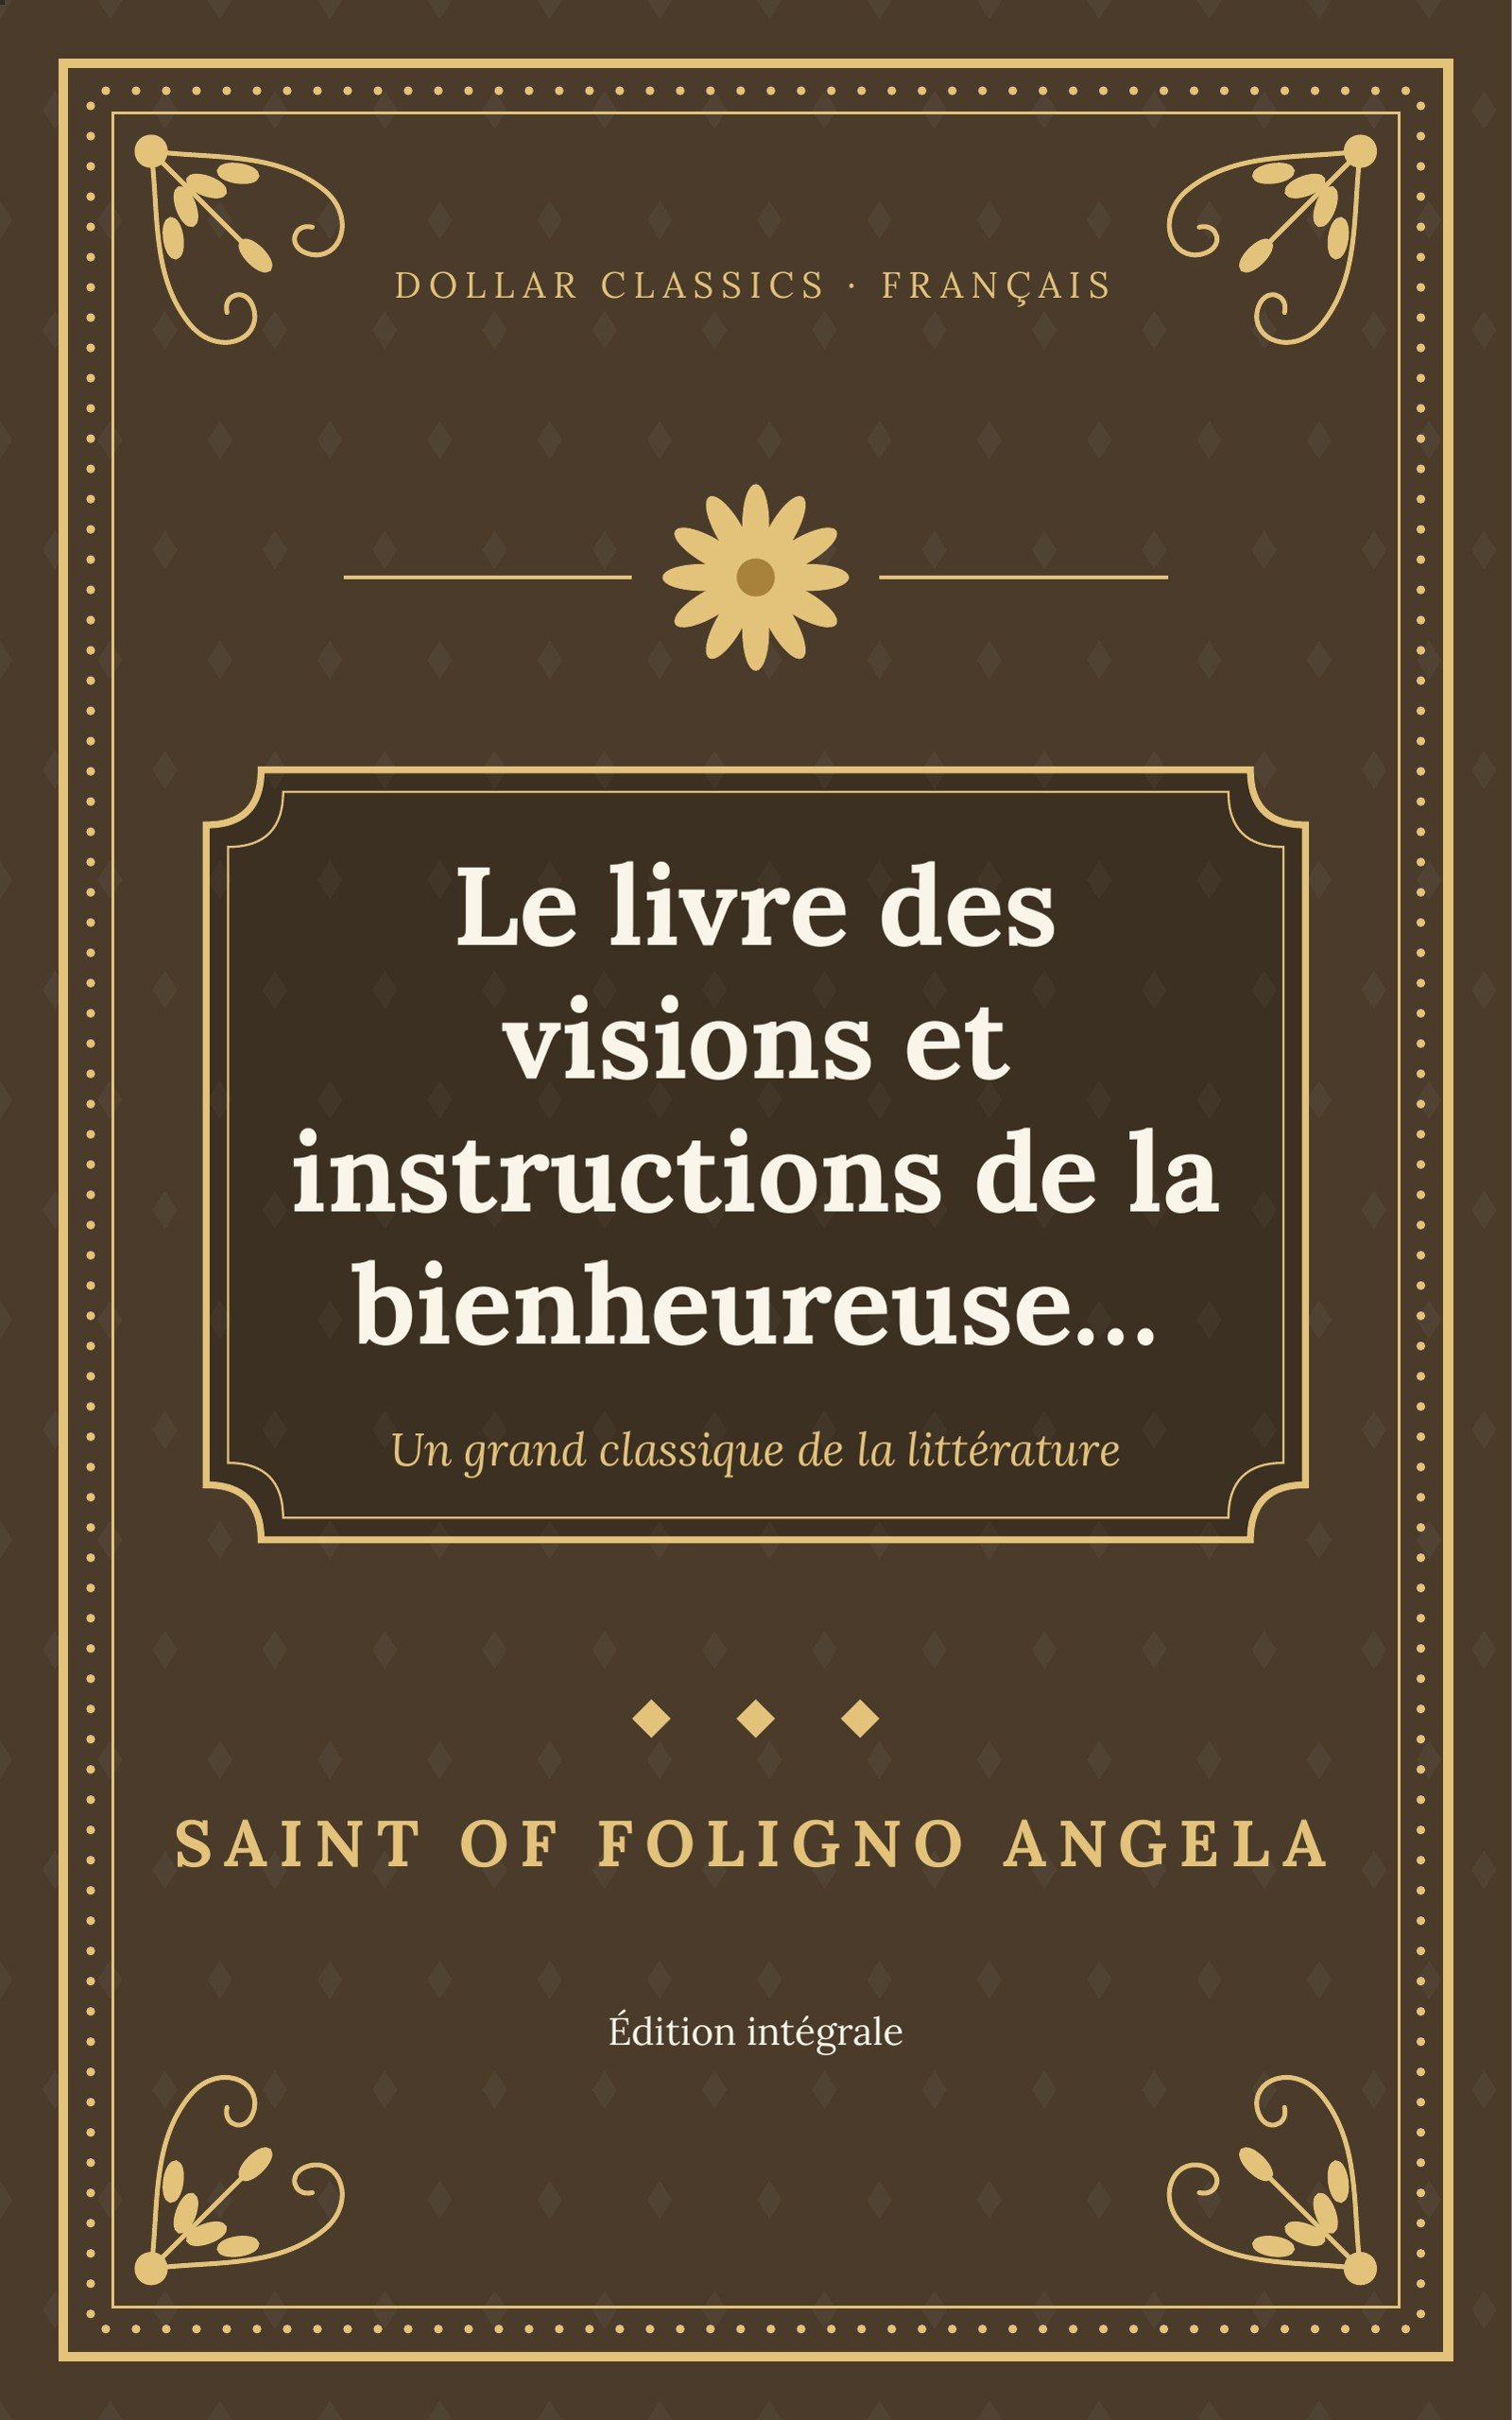 DOLLAR CLASSICS · FRANÇAIS
Le livre des
visions et
instructions de la
bienheureuse...
Un grand classique de la littérature
SAINT OF FOLIGNO ANGELA
Édition intégrale